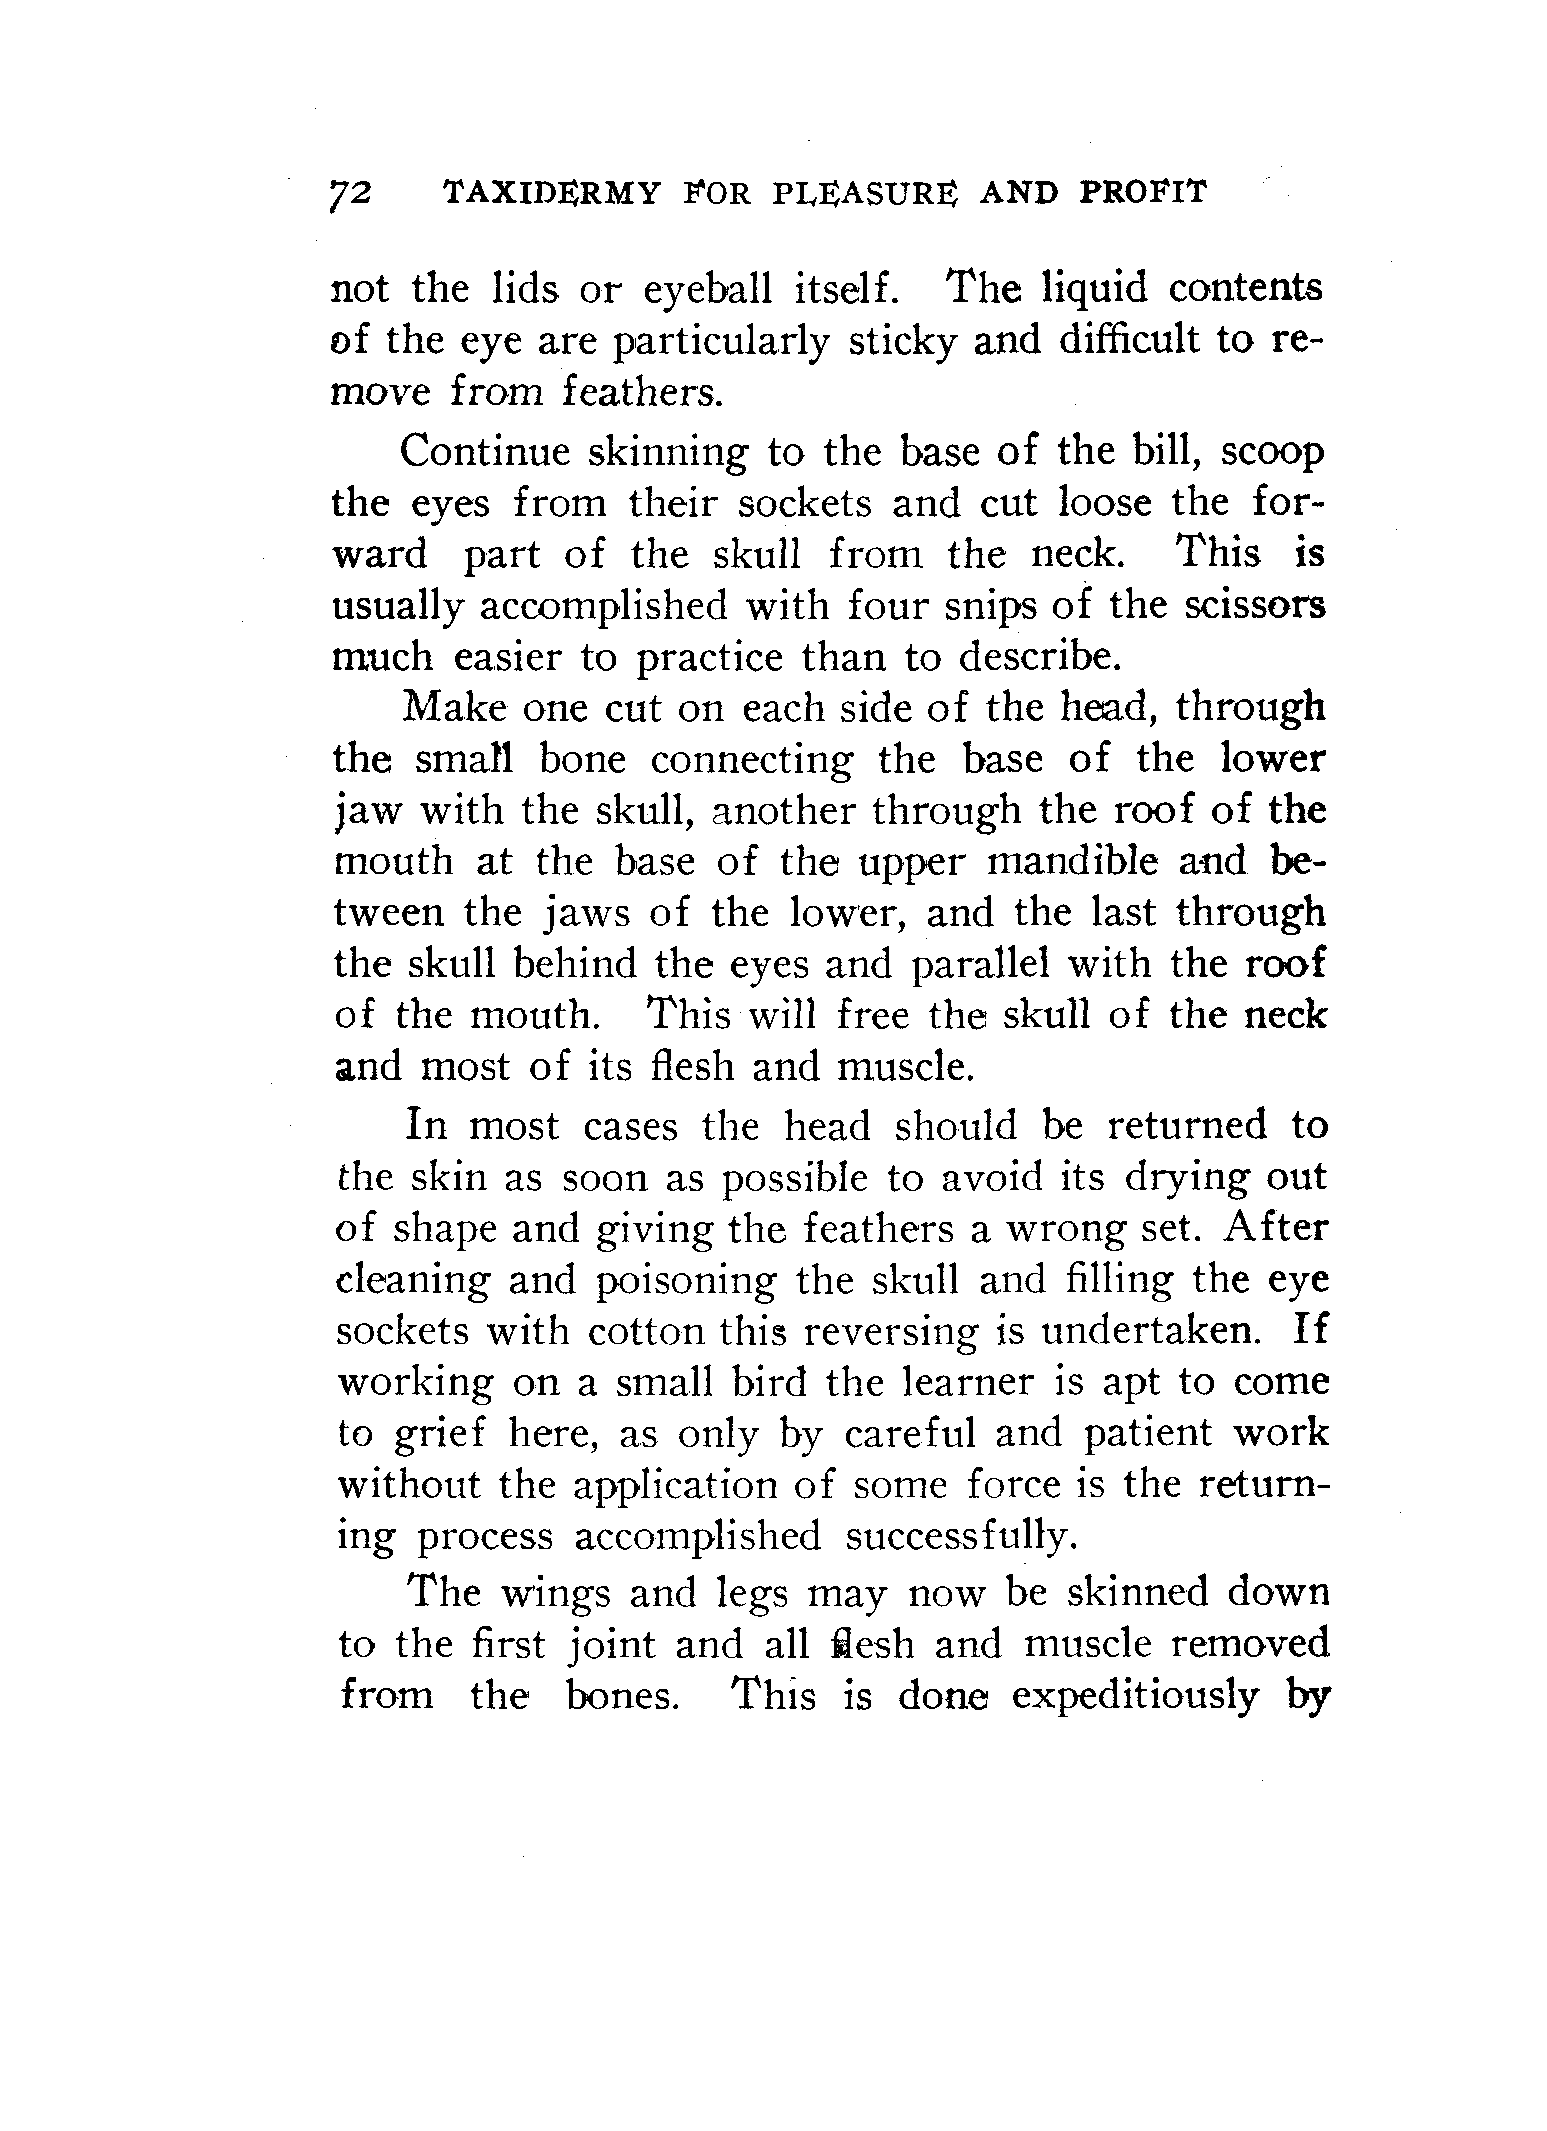 72 TAXIDERMY FOR PLEASURE AND PROFIT
not the lids or eyeball itself. The liquid contents
of the eye are particularly sticky and difficult to re-
move from feathers.
Continue skinning to the base of the bill, scoop
the eyes from their sockets and cut loose the for-
ward part of the skull from the neck. This is
usually accomplished with four snips of the scissors
much easier to practice than to describe.
Make one cut on each side of the head, through
the small bone connecting the base of the lower
jaw with the skull, another through the roof of the
mouth at the base of the upper mandible and be-
tween the jaws of the lower, and the last through
the skull behind the eyes and parallel with the roof
of the mouth. This will free the skull of the neck
and most of its flesh and muscle.
In most cases the head should be returned to
the skin as soon as possible to avoid its drying out
of shape and giving the feathers a wrong set. After
cleaning and poisoning the skull and filling the eye
sockets with cotton this reversing is undertaken. If
working on a small bird the learner is apt to come
to grief here, as only by careful and patient work
without the application of some force is the return-
ing process accomplished successfully.
The wings and legs may now be skinned down
to the first joint and all flesh and muscle removed
from the bones. This is done expeditiously by